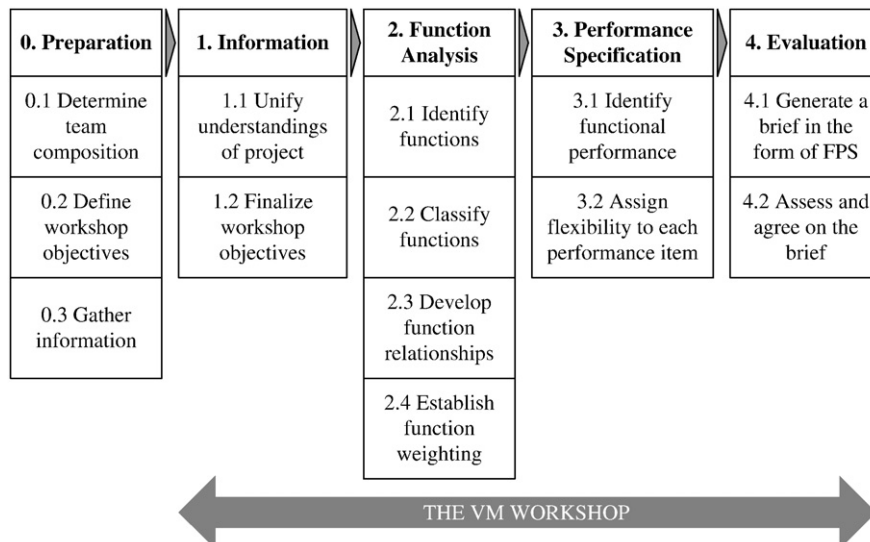 0. Preparation
0.1 Determine
team
composition
0.2 Define
workshop
objectives
0.3 Gather
information
1. Information
1.1 Unify
understandings
of project
1.2 Finalize
workshop
objectives
2. Function
Analysis
2.1 Identify
functions
2.2 Classify
functions
2.3 Develop
function
relationships
2.4 Establish
function
weighting
3. Performance
Specification
3.1 Identify
functional
performance
3.2 Assign
flexibility to each
performance item
4. Evaluation
4.1 Generate a
brief in the
form of FPS
4.2 Assess and
agree on the
brief
THE VM WORKSHOP